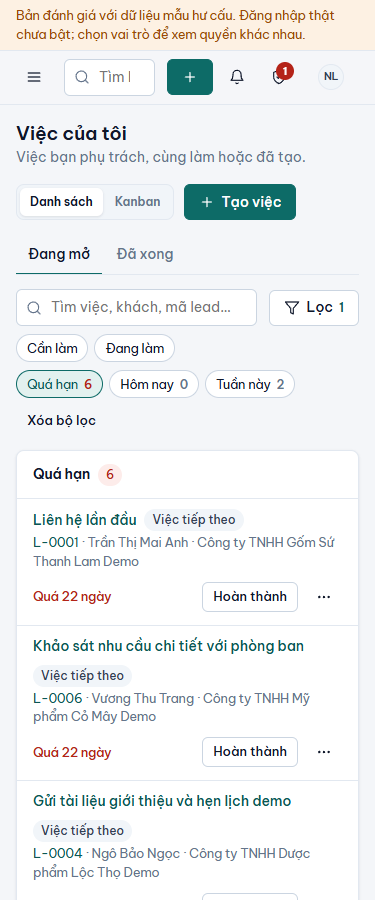 Bản đánh giá với dữ liệu mẫu hư cấu. Đăng nhập thật
chưa bật; chọn vai trò để xem quyền khác nhau.
Tìm
1
NL
Việc của tôi
Việc bạn phụ trách, cùng làm hoặc đã tạo.
Danh sách
Kanban
Tạo việc
Đang mở
Đã xong
Tìm việc, khách, mã lead...
Lọc 1
Cần làm
Đang làm
Quá hạn 6
Hôm nay 0
Tuần này 2
Xóa bộ lọc
Quá hạn 6
Liên hệ lần đầu Việc tiếp theo
L-0001 · Trần Thị Mai Anh · Công ty TNHH Gốm Sứ
Thanh Lam Demo
Quá 22 ngày
Hoàn thành
Khảo sát nhu cầu chi tiết với phòng ban
Việc tiếp theo
L-0006 · Vương Thu Trang · Công ty TNHH Mỹ
phẩm Cỏ Mây Demo
Quá 22 ngày
Hoàn thành
Gửi tài liệu giới thiệu và hẹn lịch demo
Việc tiếp theo
L-0004 · Ngô Bảo Ngọc · Công ty TNHH Dược
phẩm Lộc Thọ Demo